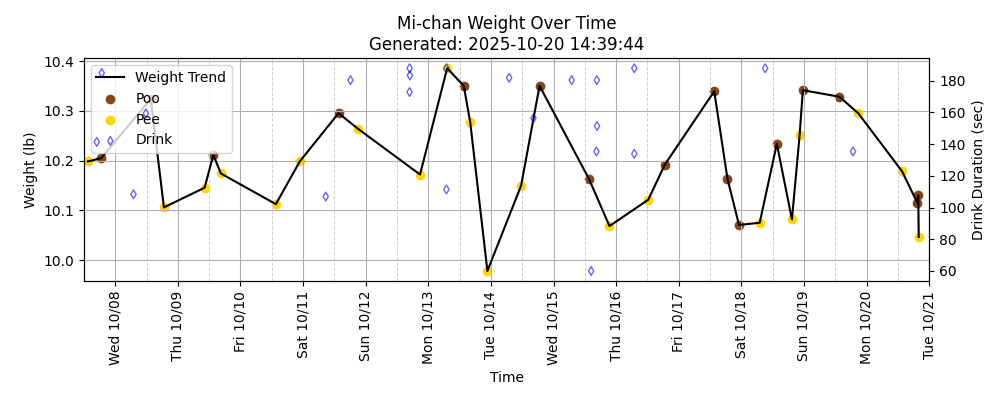 Mi-chan Weight Over Time
Generated: 2025-10-20 14:39:44
Weight (lb)
10.4
10.3
10.2
10.1
10.0
Weight Trend
Poo
Pee
Drink
180
160
140
120
100
80
60
Drink Duration (sec)
Wed 10/08
Thu 10/09
Fri 10/10
Sat 10/11
Sun 10/12
Mon 10/13
Tue 10/14
Wed 10/15
Thu 10/16
Fri 10/17
Sat 10/18
Sun 10/19
Mon 10/20
Tue 10/21
Time